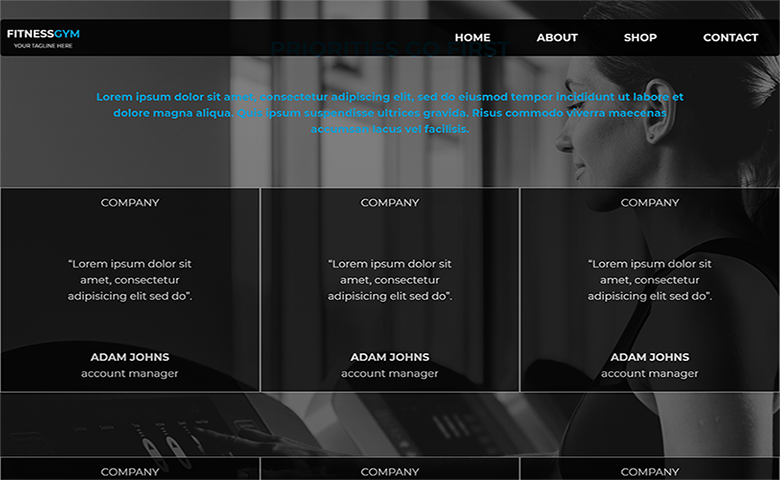 FITNESSGYM
YOUR TAGLINE HERE
HOME ABOUT SHOP CONTACT
PRIORITIES GO FIRST
Lorem ipsum dolor sit amet, consectetur adipiscing elit, sed do eiusmod tempor incididunt ut labore et
dolore magna aliqua. Quis ipsum suspendisse ultrices gravida. Risus commodo viverra maecenas
accumsan lacus vel facilisis.
COMPANY
“Lorem ipsum dolor sit
amet, consectetur
adipisicing elit sed do”.
ADAM JOHNS
account manager
COMPANY
“Lorem ipsum dolor sit
amet, consectetur
adipisicing elit sed do”.
ADAM JOHNS
account manager
COMPANY
“Lorem ipsum dolor sit
amet, consectetur
adipisicing elit sed do”.
ADAM JOHNS
account manager
COMPANY
COMPANY
COMPANY